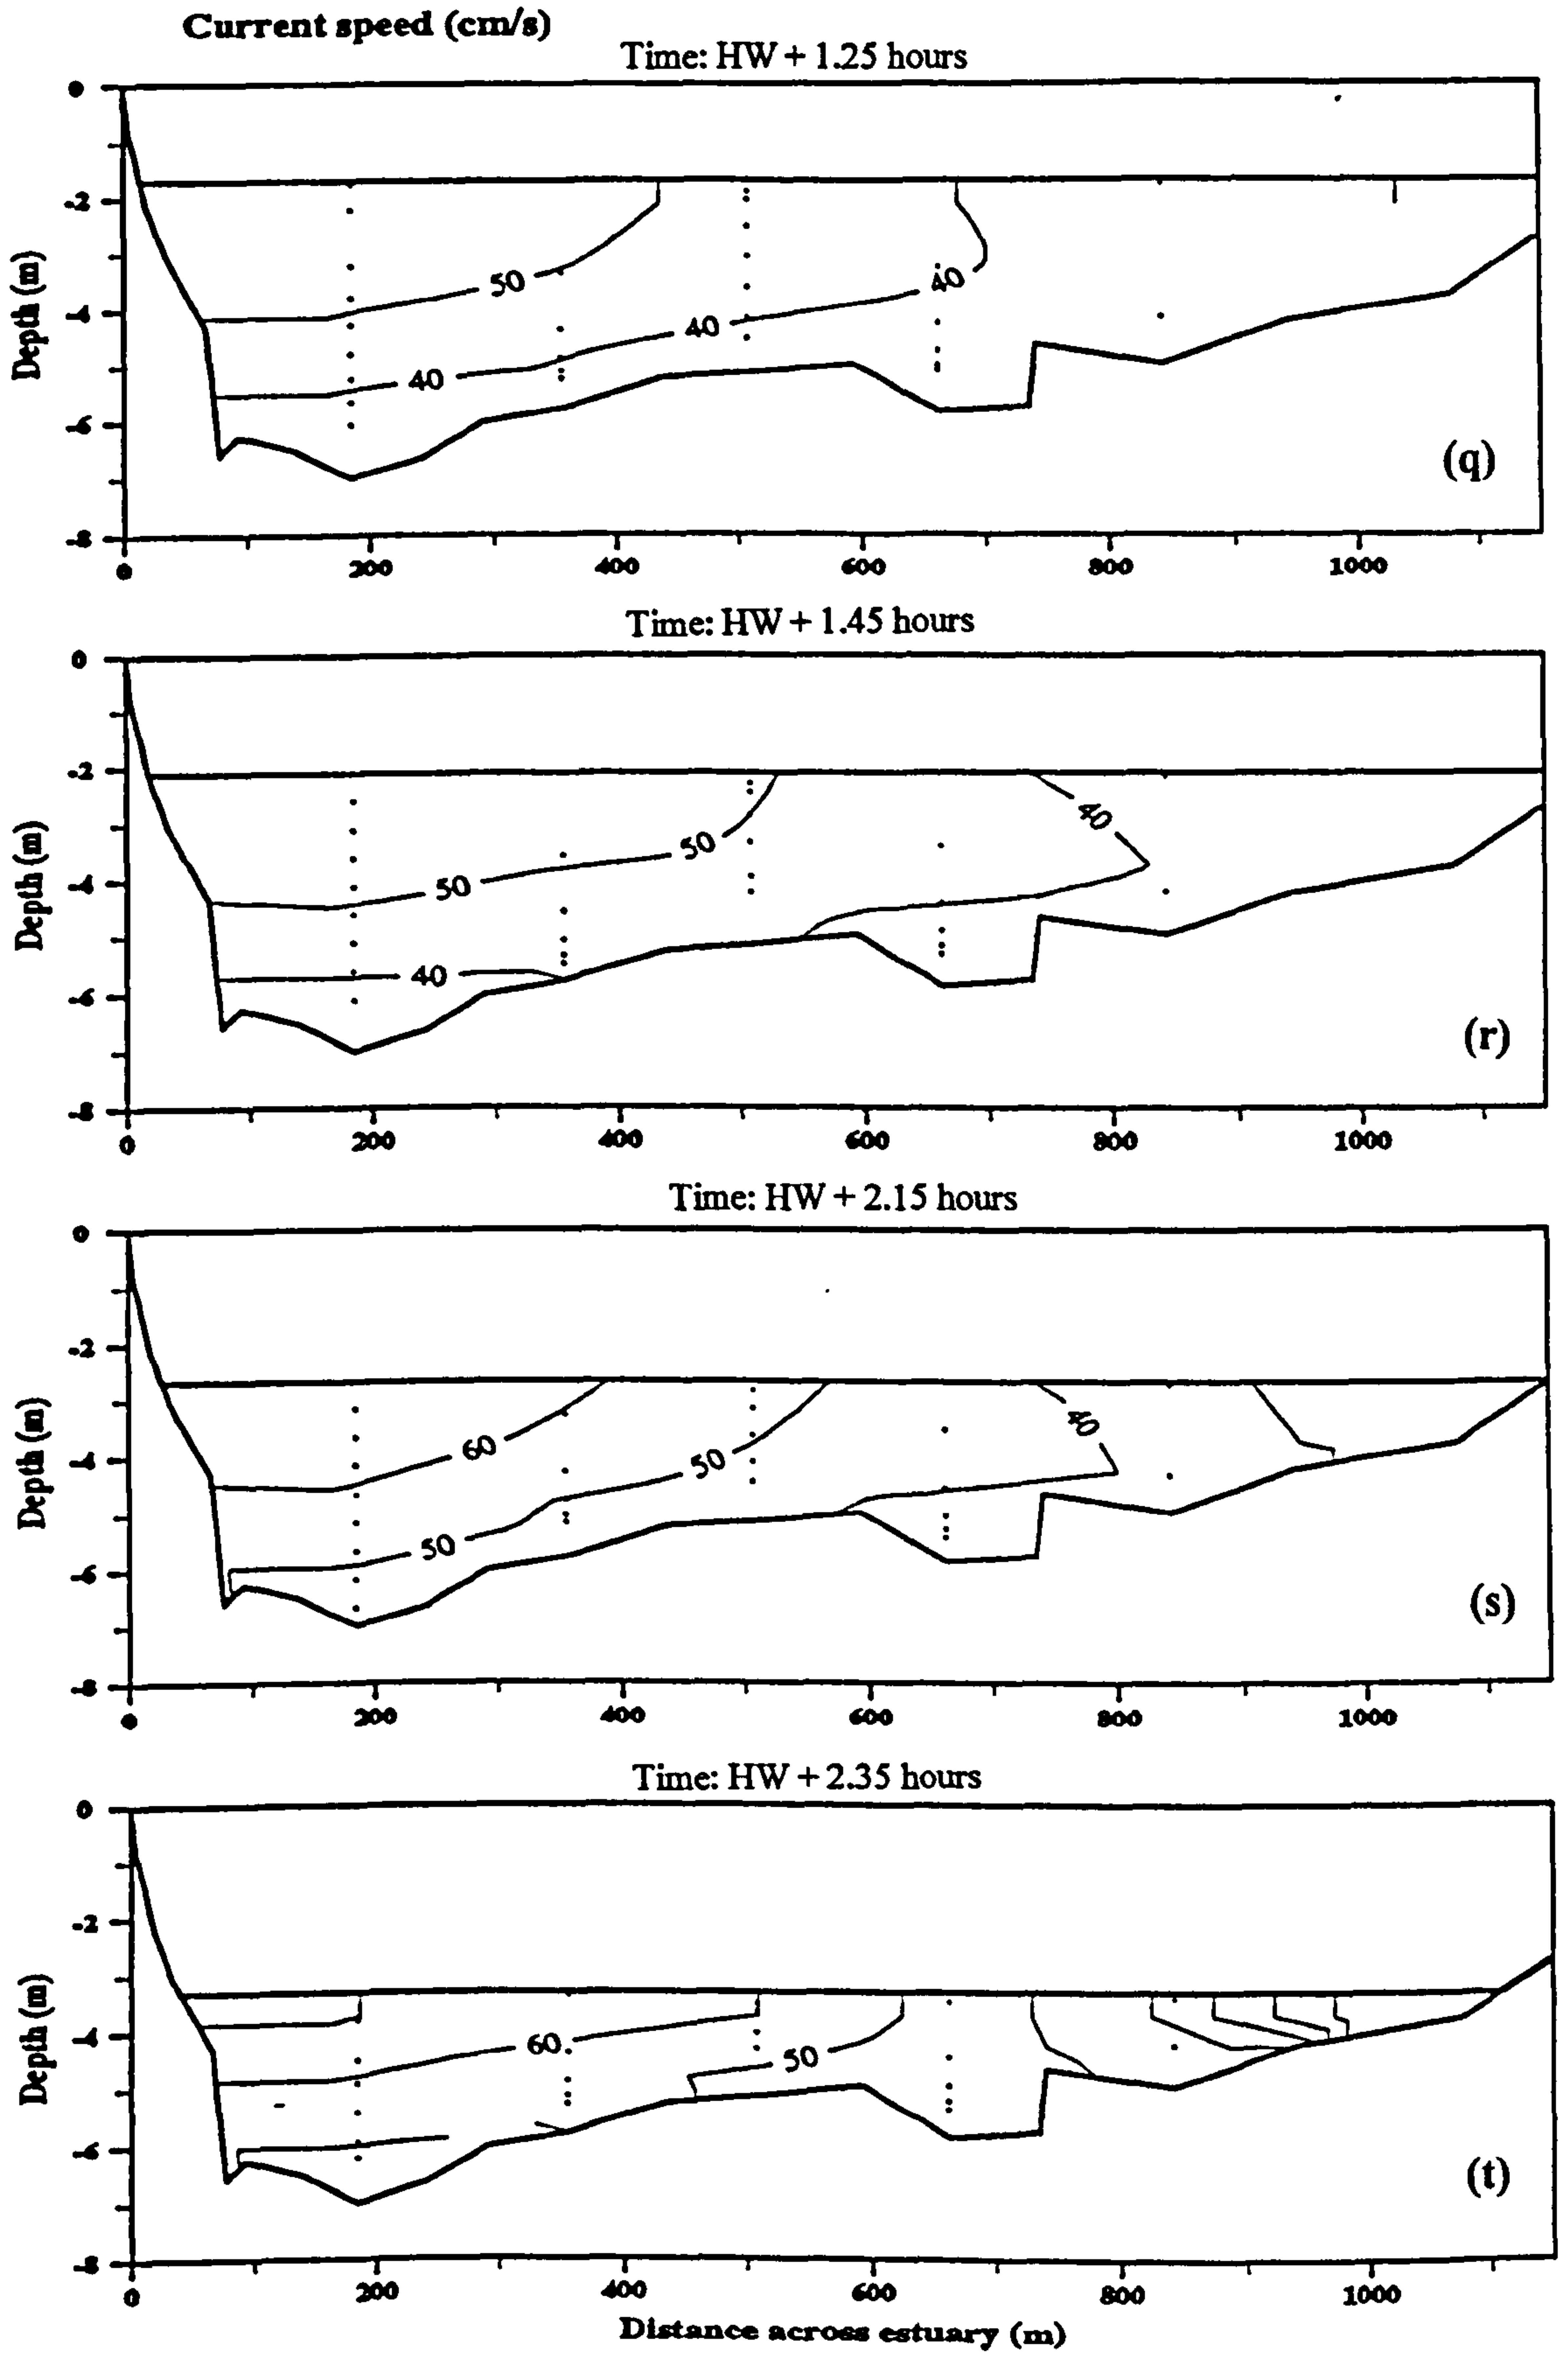 Current speed (cm/s)
Time: HW + 1.25 hours
0
-2
-4
-6
-8
Depth (m)
50
40
40
40
(q)
0 200 400 600 800 1000
Time: HW + 1.45 hours
0
-2
-4
-6
-8
Depth (m)
40
50
50
40
(r)
0 200 400 600 800 1000
Time: HW + 2.15 hours
0
-2
-4
-6
-8
Depth (m)
40
60
50
50
(s)
0 200 400 600 800 1000
Time: HW + 2.35 hours
0
-2
-4
-6
-8
Depth (m)
60
50
(t)
0 200 400 600 800 1000
Distance across estuary (m)